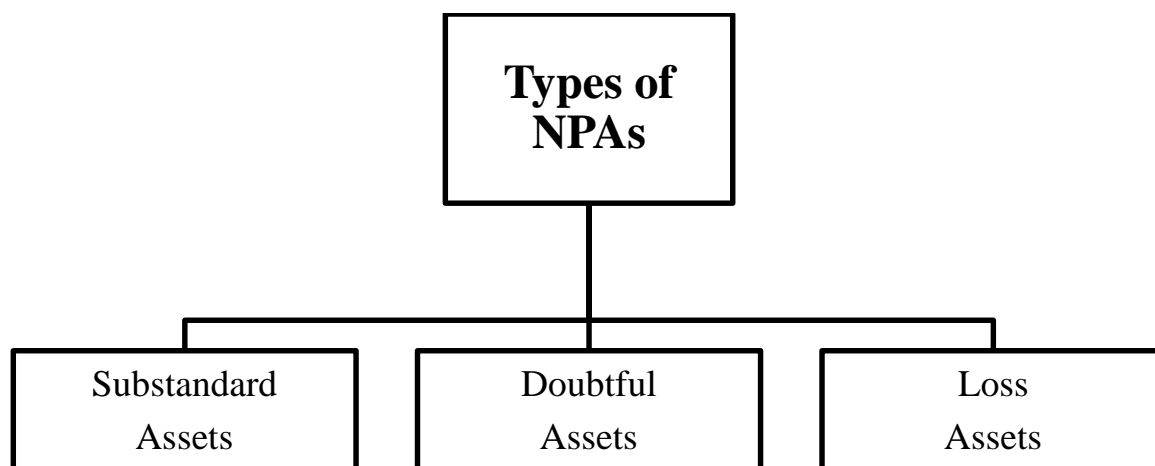 Types of
NPAs
Substandard
Assets
Doubtful
Assets
Loss
Assets